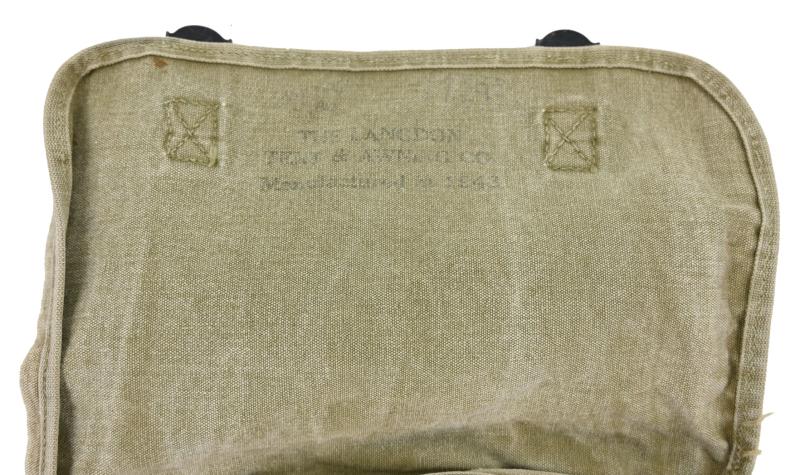 THE LANGDON
TENT & AWNING CO.
Manufactured in 1943